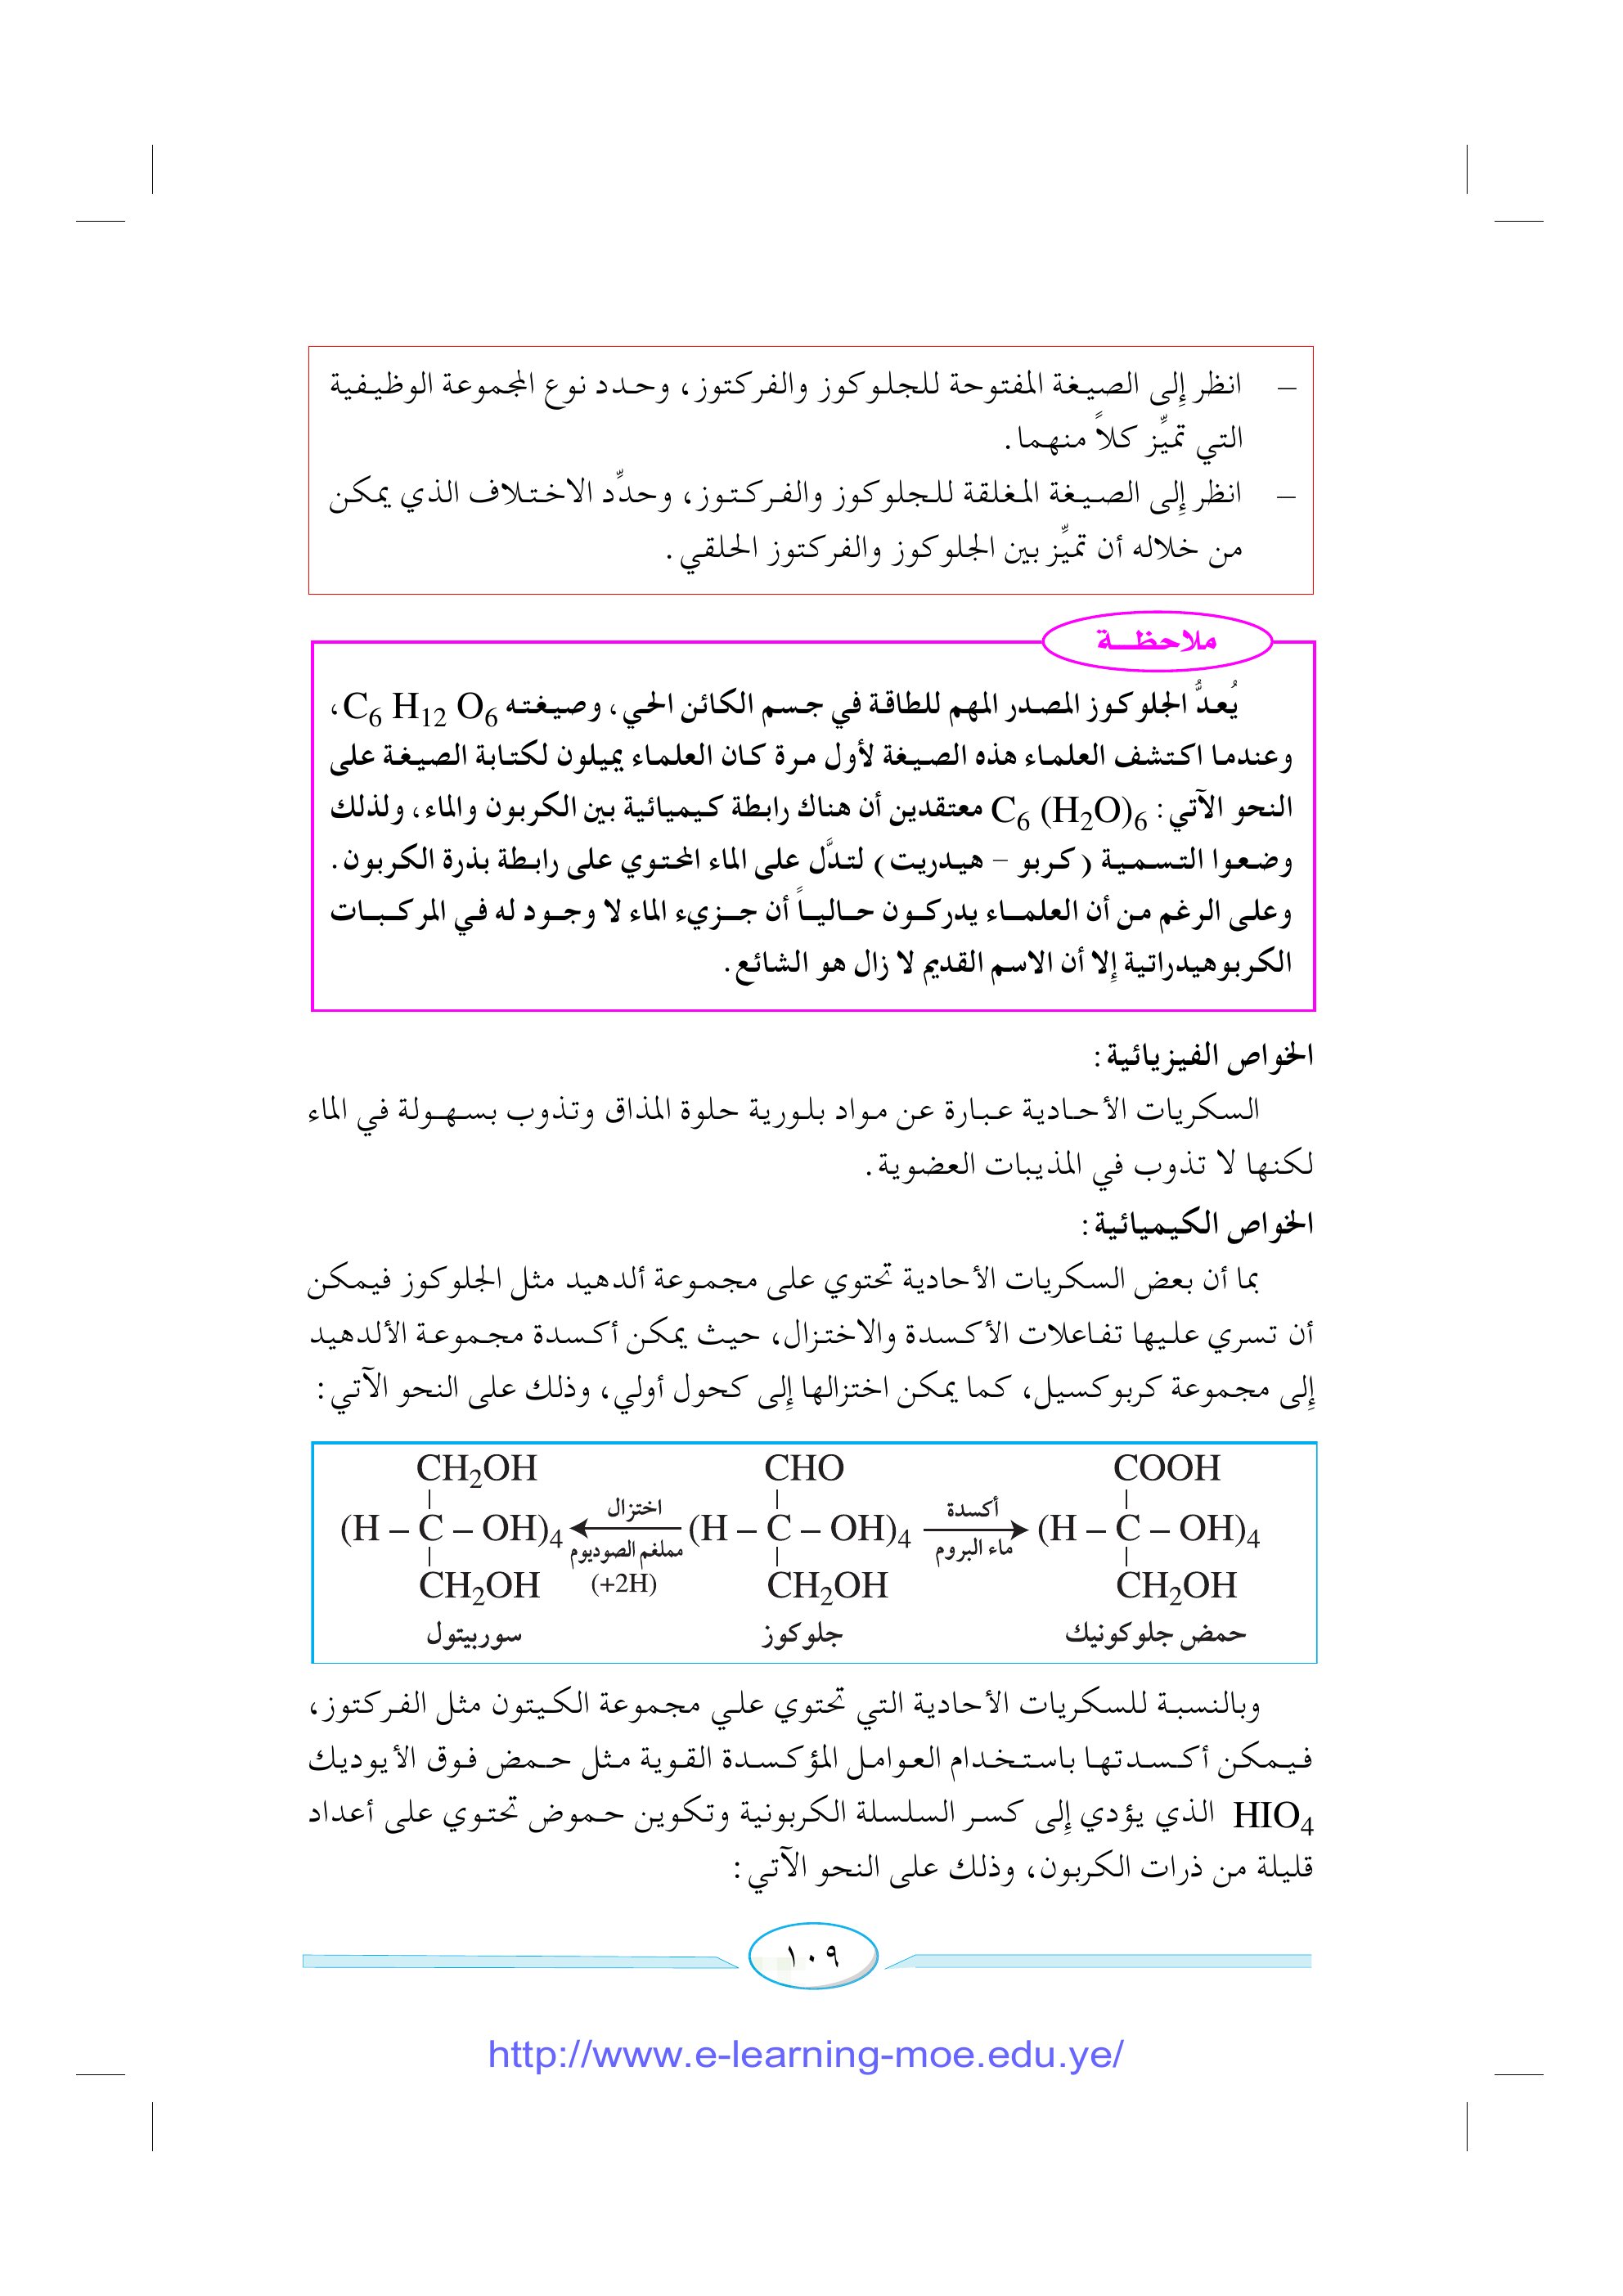 – انظر إِلى الصيغة المفتوحة للجلوكوز والفركتوز، وحدد نوع المجموعة الوظيفية
التي تميِّز كلاً منهما.
– انظر إِلى الصيغة المغلقة للجلوكوز والفركتوز، وحدِّد الاختلاف الذي يمكن
من خلاله أن تميِّز بين الجلوكوز والفركتوز الحلقي.
ملاحظة
يُعدُّ الجلوكوز المصدر المهم للطاقة في جسم الكائن الحي، وصيغته C₆ H₁₂ O₆ ،
وعندما اكتشف العلماء هذه الصيغة لأول مرة كان العلماء يميلون لكتابة الصيغة على
النحو الآتي: C₆ (H₂O)₆ معتقدين أن هناك رابطة كيميائية بين الكربون والماء، ولذلك
وضعوا التسمية (كربو – هيدريت) لتدَّل على الماء المحتوي على رابطة بذرة الكربون.
وعلى الرغم من أن العلماء يدركون حالياً أن جزيء الماء لا وجود له في المركبات
الكربوهيدراتية إِلا أن الاسم القديم لا زال هو الشائع.
الخواص الفيزيائية:
السكريات الأحادية عبارة عن مواد بلورية حلوة المذاق وتذوب بسهولة في الماء
لكنها لا تذوب في المذيبات العضوية.
الخواص الكيميائية:
بما أن بعض السكريات الأحادية تحتوي على مجموعة ألدهيد مثل الجلوكوز فيمكن
أن تسري عليها تفاعلات الأكسدة والاختزال، حيث يمكن أكسدة مجموعة الألدهيد
إِلى مجموعة كربوكسيل، كما يمكن اختزالها إِلى كحول أولي، وذلك على النحو الآتي:
CH₂OH CHO COOH
اختزال أكسدة
(H – C – OH)₄ (H – C – OH)₄ (H – C – OH)₄
مملغم الصوديوم ماء البروم
CH₂OH (+2H) CH₂OH CH₂OH
سوربيتول جلوكوز حمض جلوكونيك
وبالنسبة للسكريات الأحادية التي تحتوي علي مجموعة الكيتون مثل الفركتوز،
فيمكن أكسدتها باستخدام العوامل المؤكسدة القوية مثل حمض فوق الأيوديك
HIO₄ الذي يؤدي إِلى كسر السلسلة الكربونية وتكوين حموض تحتوي على أعداد
قليلة من ذرات الكربون، وذلك على النحو الآتي:
١٠٩
http://www.e-learning-moe.edu.ye/